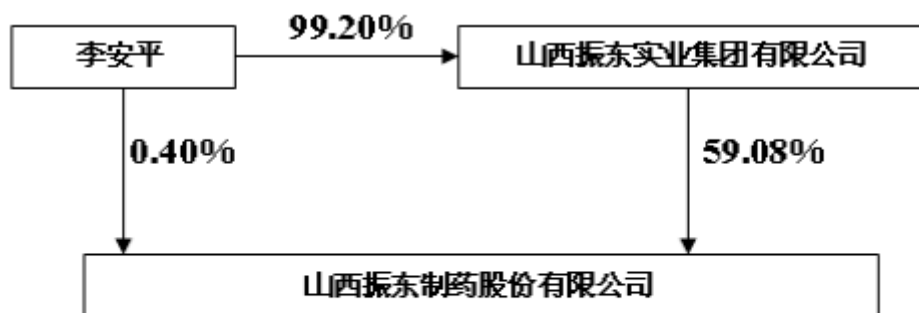 99.20%
李安平
山西振东实业集团有限公司
0.40%
59.08%
山西振东制药股份有限公司